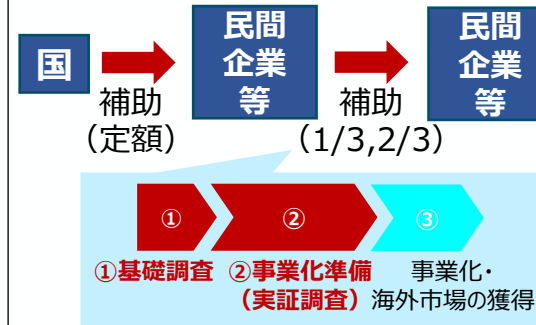 国
補助
（定額）
民間
企業
等
補助
（1/3,2/3）
民間
企業
等
①
②
③
①基礎調査
②事業化準備
（実証調査）
事業化・
海外市場の獲得